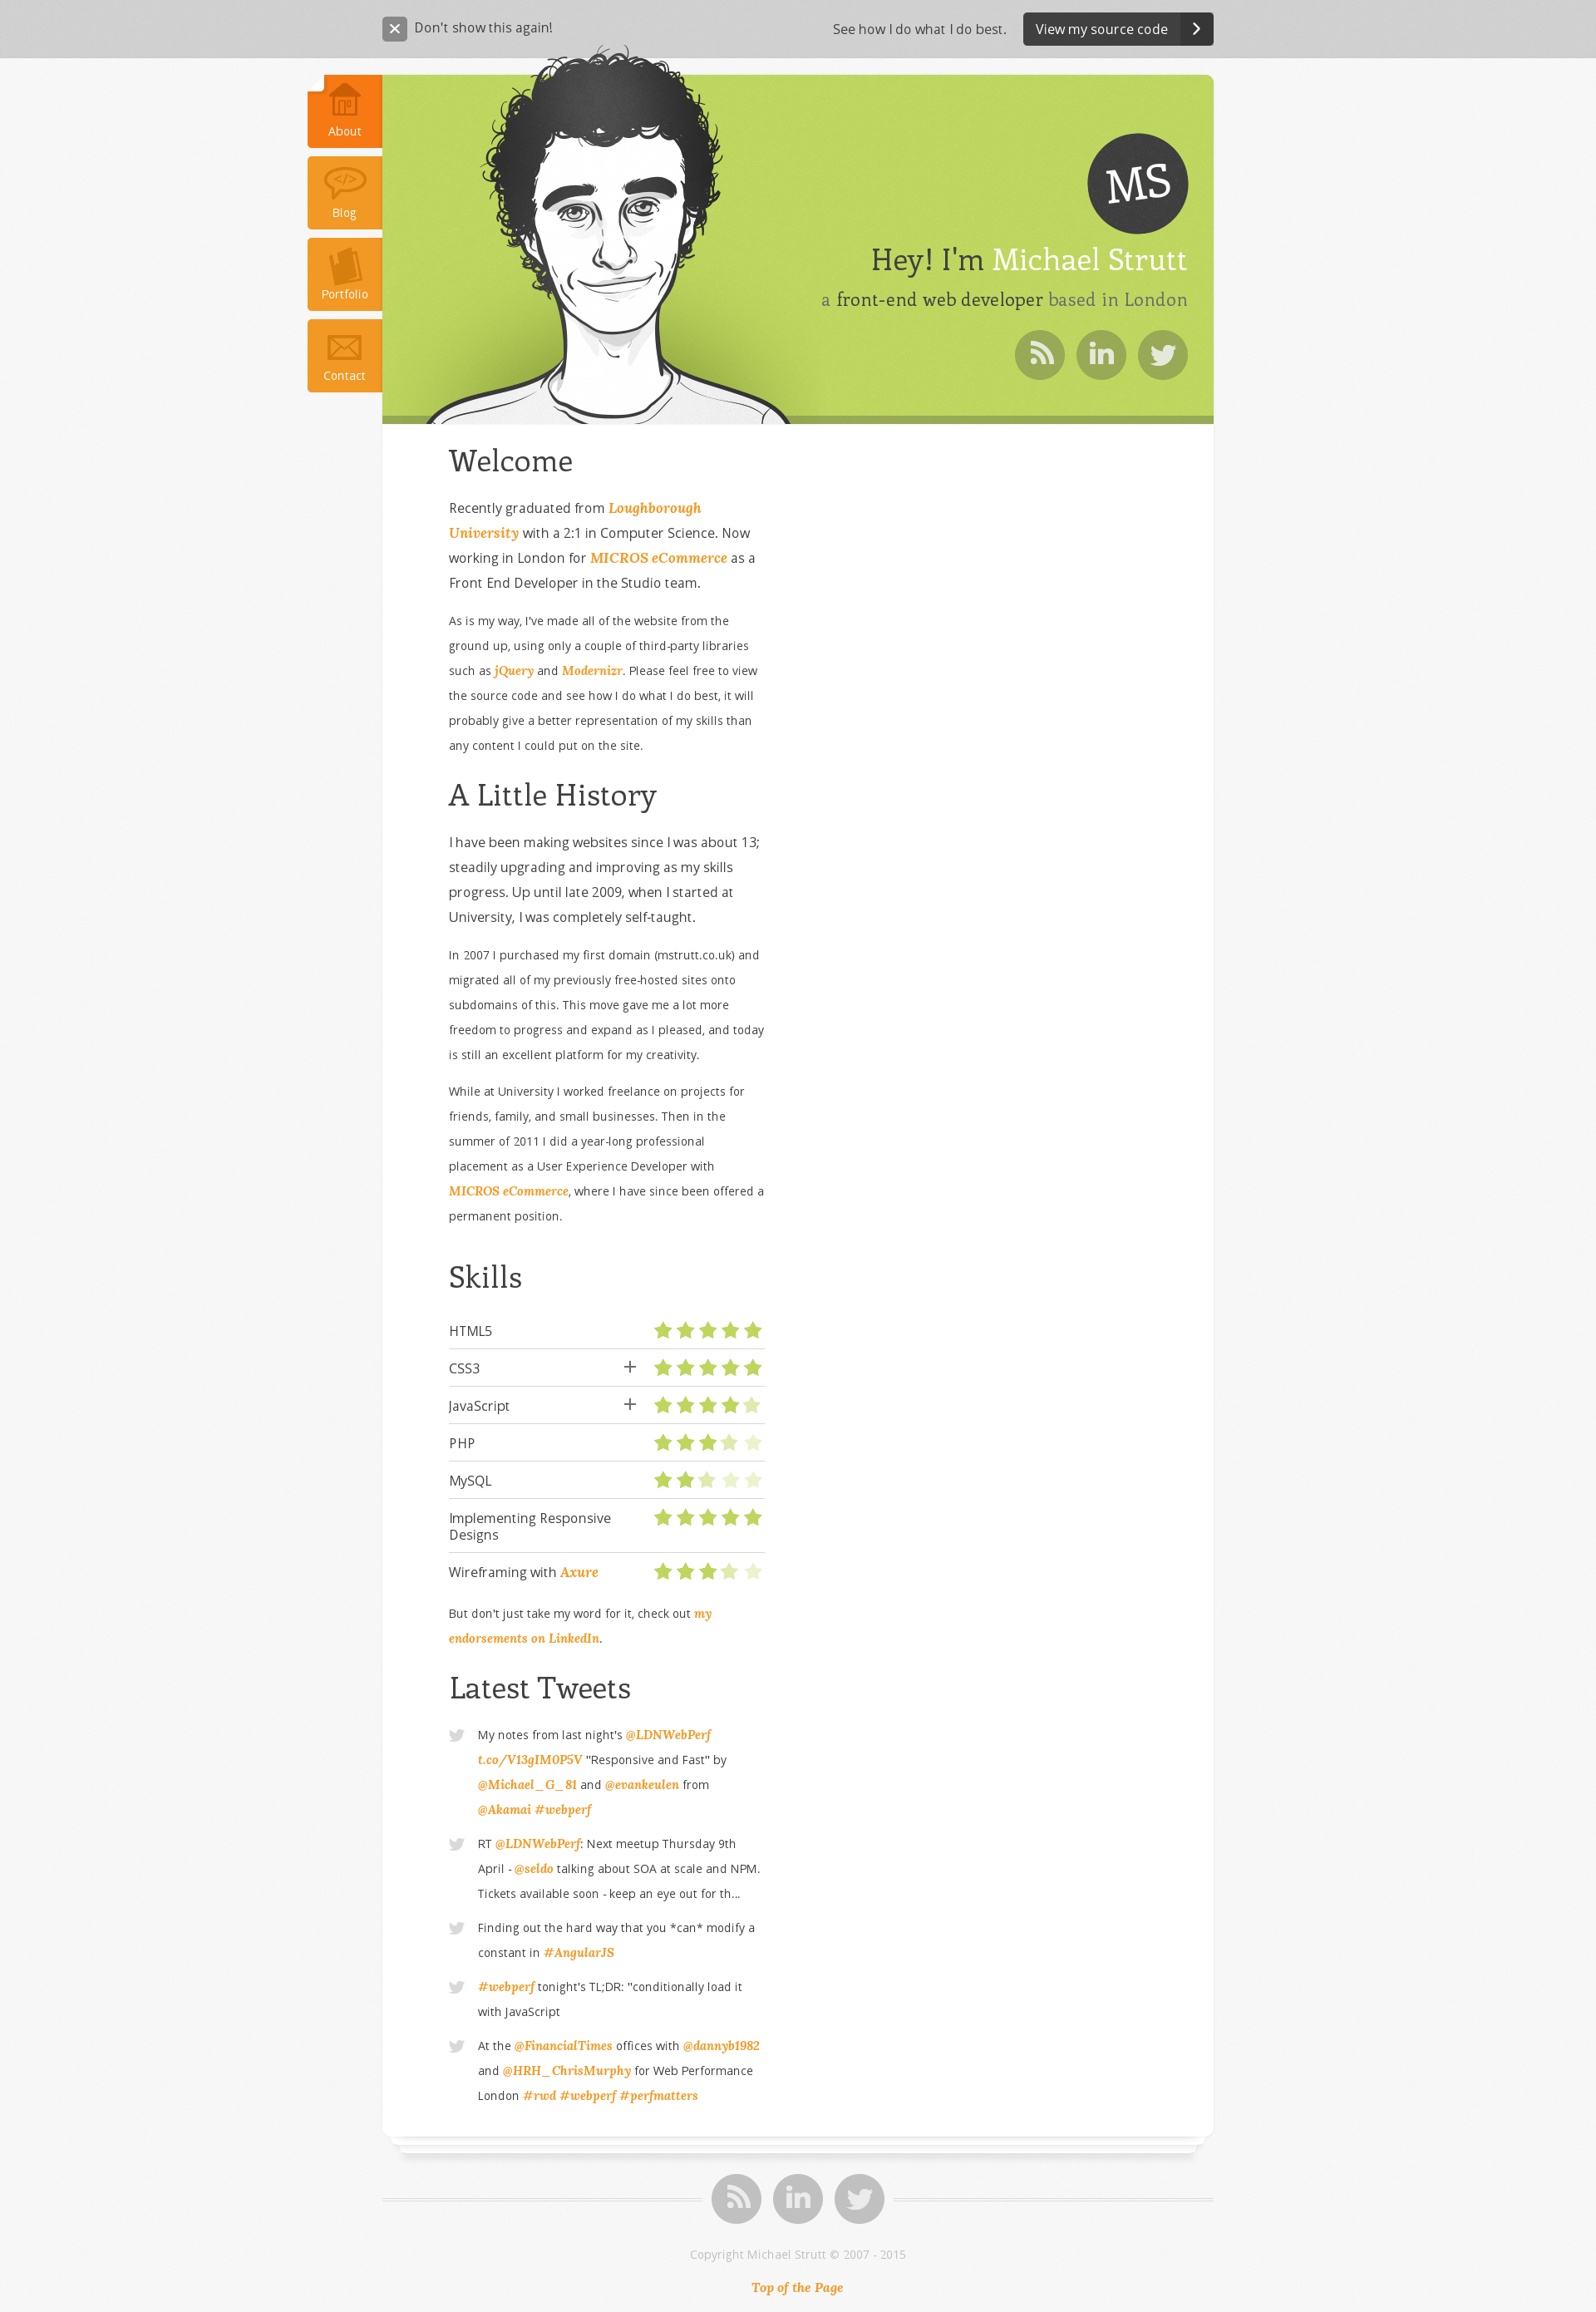 Don't show this again!
See how I do what I do best.
View my source code
About
Blog
Portfolio
Contact
MS
Hey! I'm Michael Strutt
a front-end web developer based in London
Welcome
Recently graduated from Loughborough
University with a 2:1 in Computer Science. Now
working in London for MICROS eCommerce as a
Front End Developer in the Studio team.
As is my way, I've made all of the website from the
ground up, using only a couple of third-party libraries
such as jQuery and Modernizr. Please feel free to view
the source code and see how I do what I do best, it will
probably give a better representation of my skills than
any content I could put on the site.
A Little History
I have been making websites since I was about 13;
steadily upgrading and improving as my skills
progress. Up until late 2009, when I started at
University, I was completely self-taught.
In 2007 I purchased my first domain (mstrutt.co.uk) and
migrated all of my previously free-hosted sites onto
subdomains of this. This move gave me a lot more
freedom to progress and expand as I pleased, and today
is still an excellent platform for my creativity.
While at University I worked freelance on projects for
friends, family, and small businesses. Then in the
summer of 2011 I did a year-long professional
placement as a User Experience Developer with
MICROS eCommerce, where I have since been offered a
permanent position.
Skills
HTML5
CSS3 +
JavaScript +
PHP
MySQL
Implementing Responsive
Designs
Wireframing with Axure
But don't just take my word for it, check out my
endorsements on LinkedIn.
Latest Tweets
My notes from last night's @LDNWebPerf
t.co/V13gIM0P5V "Responsive and Fast" by
@Michael_G_81 and @evankeulen from
@Akamai #webperf
RT @LDNWebPerf: Next meetup Thursday 9th
April - @seldo talking about SOA at scale and NPM.
Tickets available soon - keep an eye out for th...
Finding out the hard way that you *can* modify a
constant in #AngularJS
#webperf tonight's TL;DR: "conditionally load it
with JavaScript
At the @FinancialTimes offices with @dannyb1982
and @HRH_ChrisMurphy for Web Performance
London #rwd #webperf #perfmatters
Copyright Michael Strutt © 2007 - 2015
Top of the Page